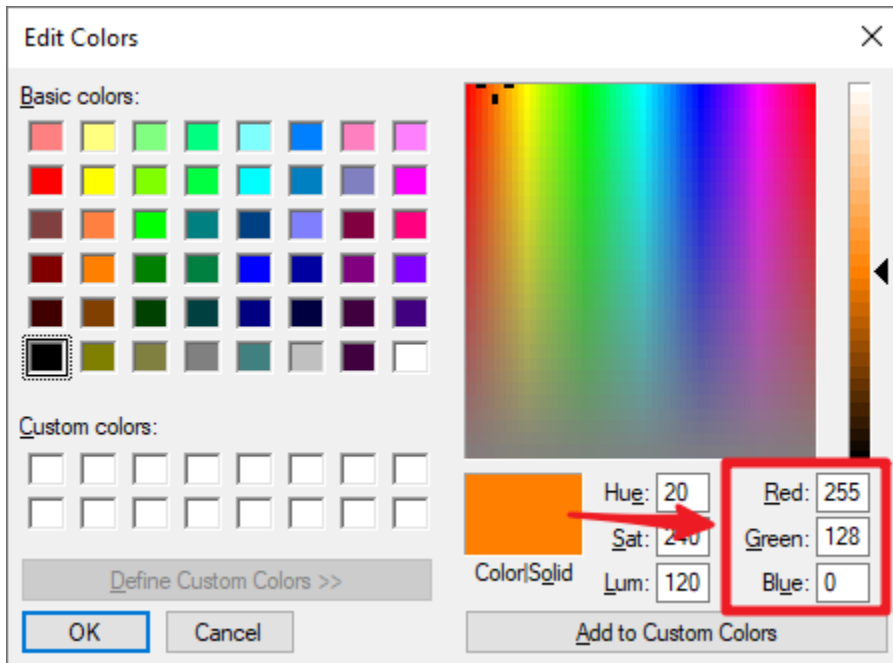 Edit Colors
Basic colors:
Custom colors:
Define Custom Colors >>
OK
Cancel
Color|Solid
Hue: 20
Sat: 240
Lum: 120
Red: 255
Green: 128
Blue: 0
Add to Custom Colors